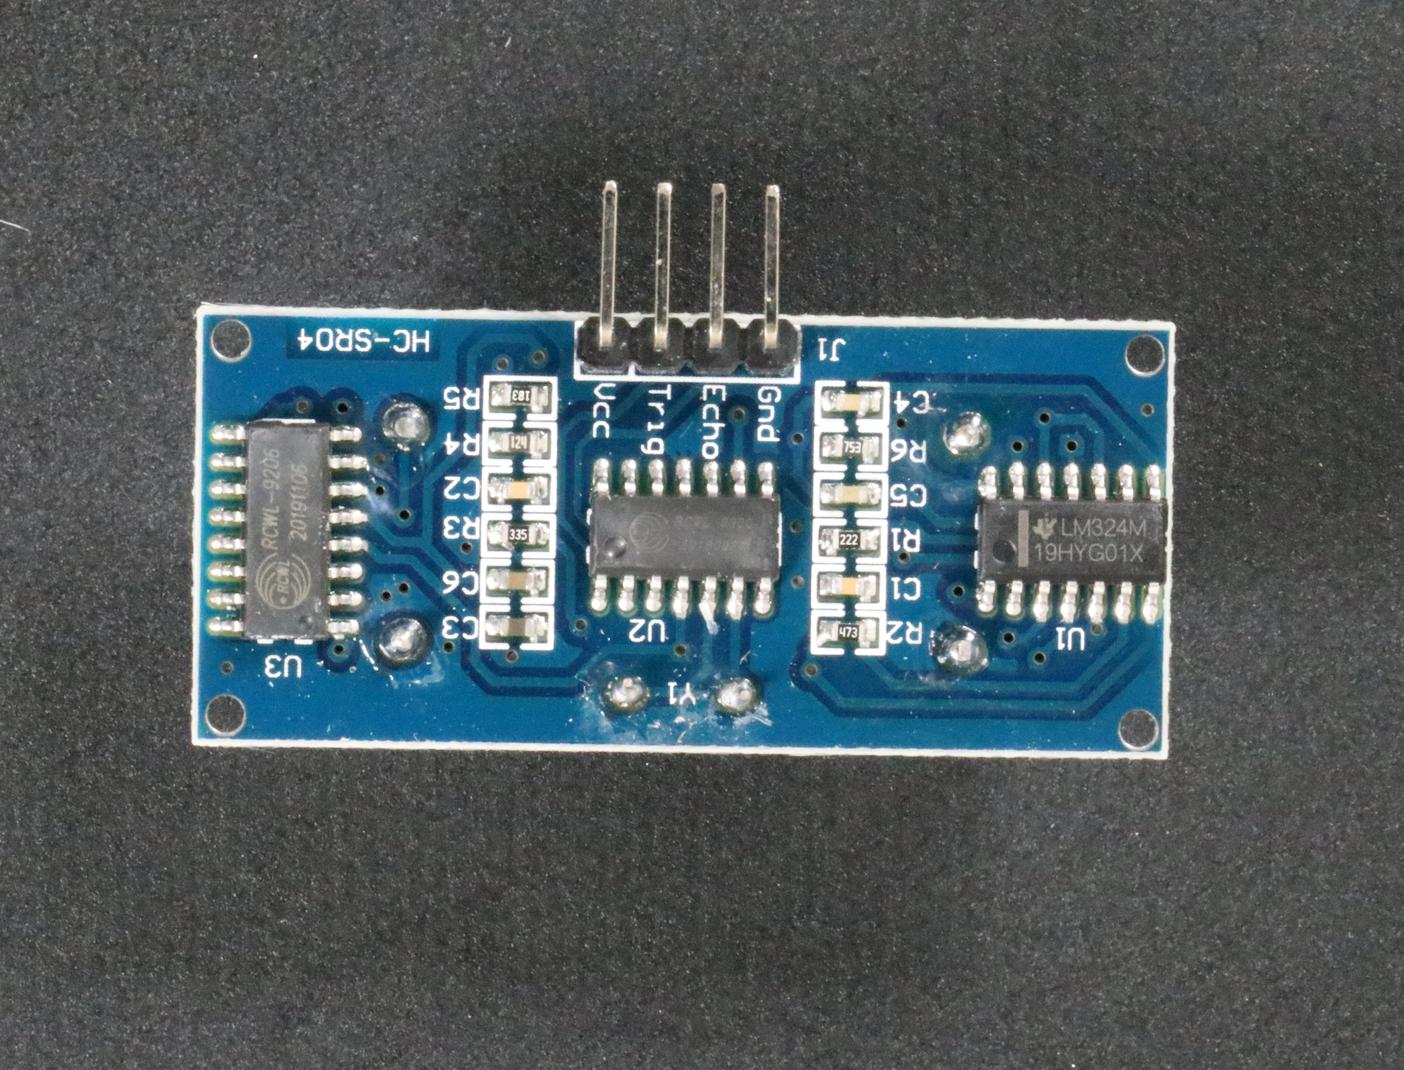 HC-SR04
J1
Vcc
Trig
Echo
Gnd
R5
183
R4
124
C2
R3
335
C6
C3
C4
R6
753
C5
R1
222
C1
R2
473
RCWL-9206
20191106
RCWL
U3
U2
Y1
LM324M
19HYG01X
U1